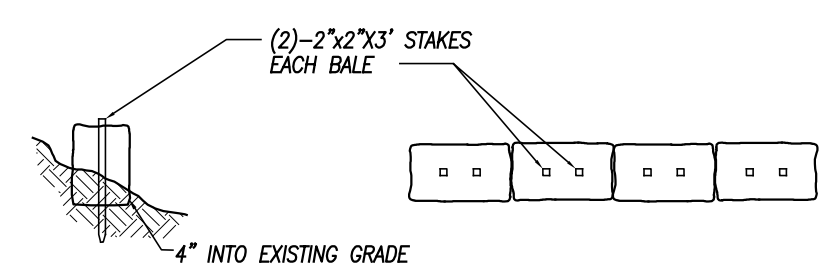 (2)-2"x2"X3' STAKES
EACH BALE
4" INTO EXISTING GRADE